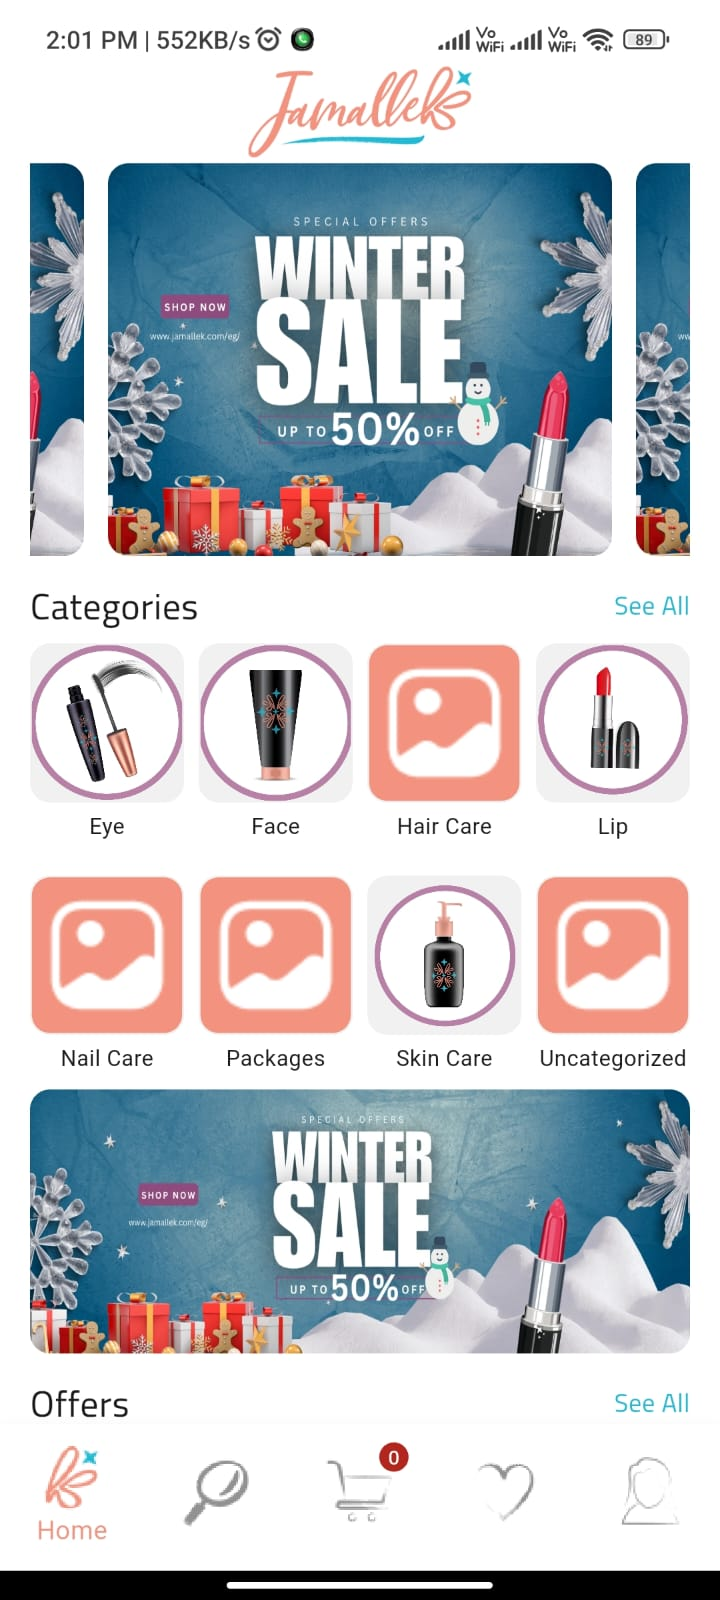 2:01 PM | 552KB/s
Vo WiFi Vo WiFi 89
Jamallek
SPECIAL OFFERS
WINTER
SALE
SHOP NOW
www.jamallek.com/eg/
UP TO 50% OFF
Categories See All
Eye Face Hair Care Lip
Nail Care Packages Skin Care Uncategorized
SPECIAL OFFERS
WINTER
SALE
SHOP NOW
www.jamallek.com/eg/
UP TO 50% OFF
Offers See All
0
Home